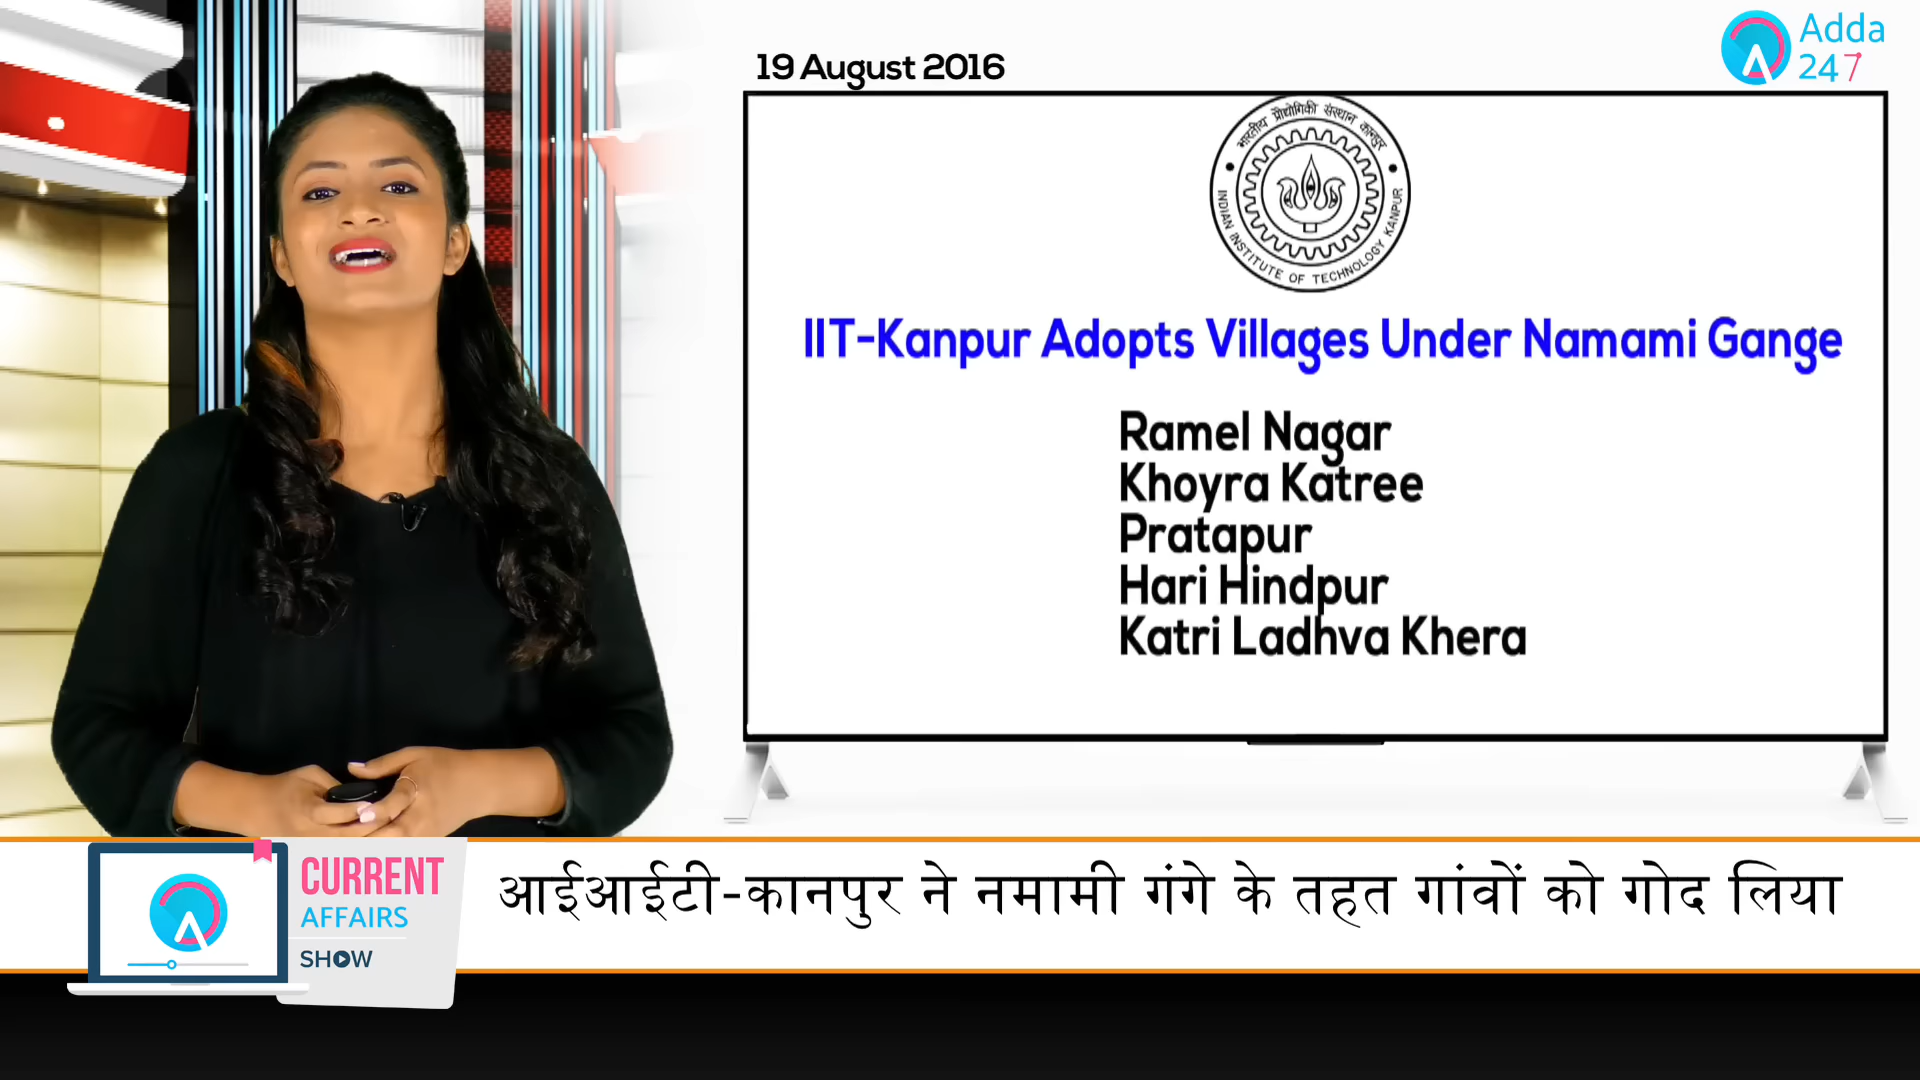 19 August 2016
Adda
247
भारतीय प्रौद्योगिकी संस्थान कानपुर
INDIAN INSTITUTE OF TECHNOLOGY KANPUR
IIT-Kanpur Adopts Villages Under Namami Gange
Ramel Nagar
Khoyra Katree
Pratapur
Hari Hindpur
Katri Ladhva Khera
CURRENT
AFFAIRS
SHOW
आईआईटी-कानपुर ने नमामी गंगे के तहत गांवों को गोद लिया